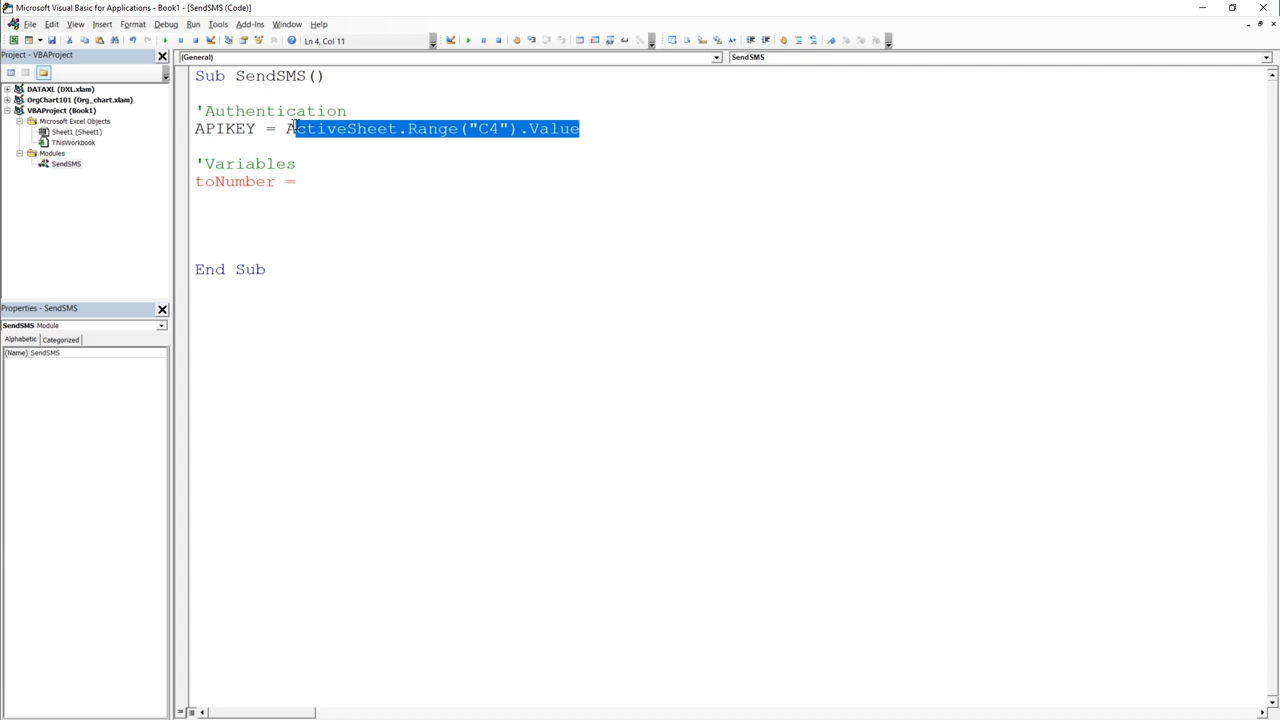 Microsoft Visual Basic for Applications - Book1 - [SendSMS (Code)]
File Edit View Insert Format Debug Run Tools Add-Ins Window Help
Ln 4, Col 11
Project - VBAProject
(General)
SendSMS
DATAXL (DXL.xlam)
OrgChart101 (Org_chart.xlam)
VBAProject (Book1)
Microsoft Excel Objects
Sheet1 (Sheet1)
ThisWorkbook
Modules
SendSMS
Properties - SendSMS
SendSMS Module
Alphabetic Categorized
(Name) SendSMS
Sub SendSMS()
'Authentication
APIKEY = ActiveSheet.Range("C4").Value
'Variables
toNumber =
End Sub